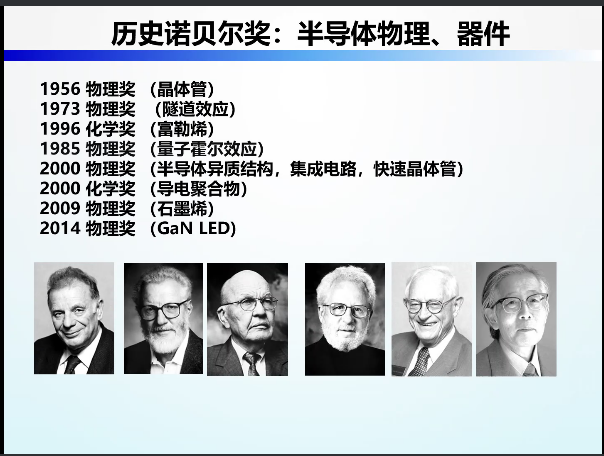 历史诺贝尔奖：半导体物理、器件
1956 物理奖 （晶体管）
1973 物理奖 （隧道效应）
1996 化学奖 （富勒烯）
1985 物理奖 （量子霍尔效应）
2000 物理奖 （半导体异质结构，集成电路，快速晶体管）
2000 化学奖 （导电聚合物）
2009 物理奖 （石墨烯）
2014 物理奖 （GaN LED)